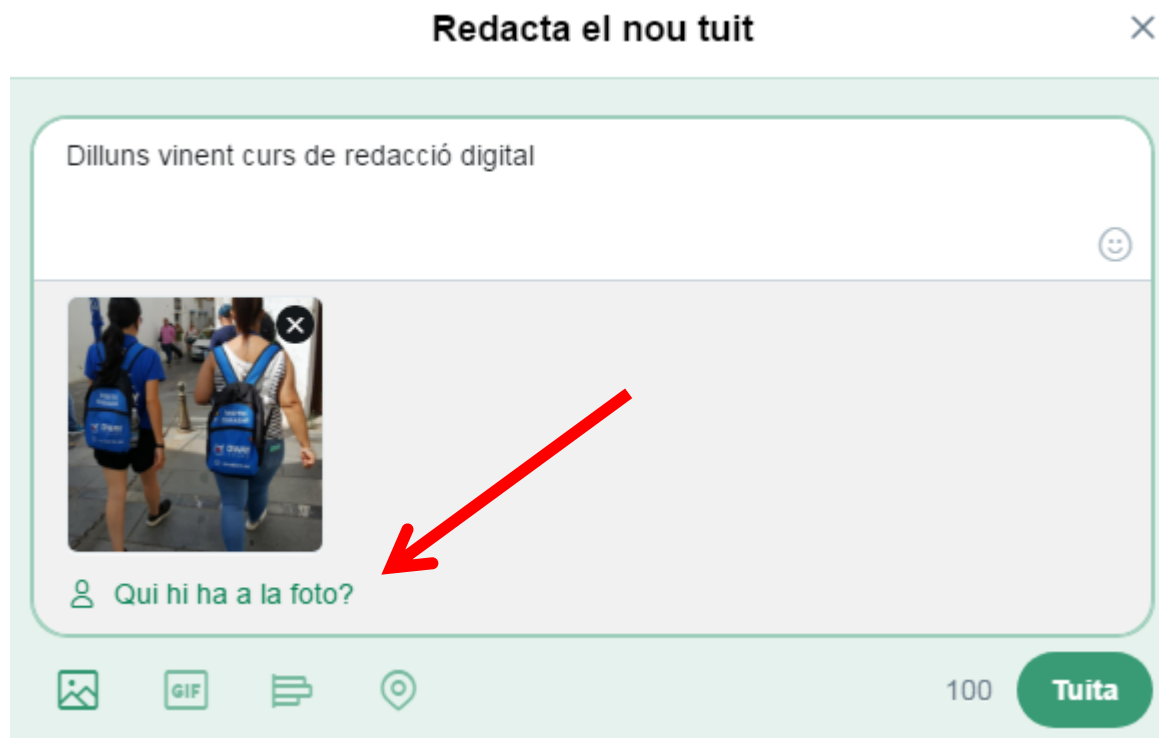 Redacta el nou tuit
Dilluns vinent curs de redacció digital
Qui hi ha a la foto?
GIF
100
Tuita